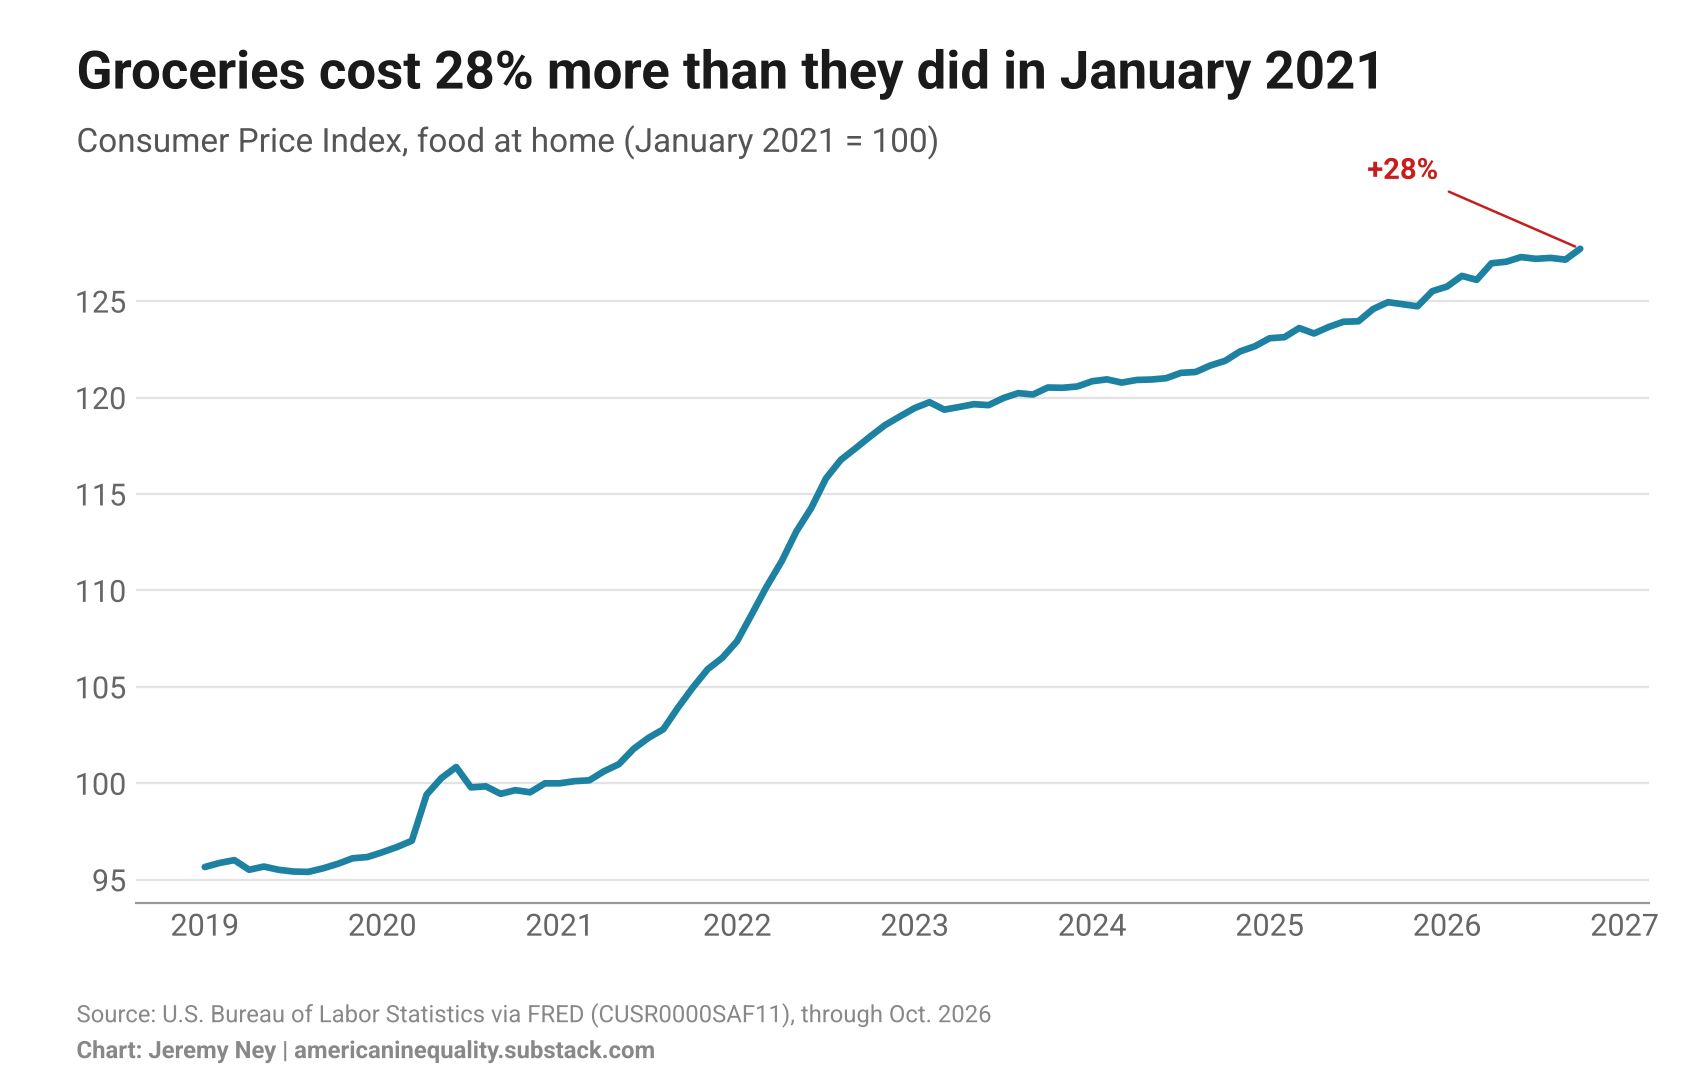 Groceries cost 28% more than they did in January 2021
Consumer Price Index, food at home (January 2021 = 100)
+28%
125
120
115
110
105
100
95
2019 2020 2021 2022 2023 2024 2025 2026 2027
Source: U.S. Bureau of Labor Statistics via FRED (CUSR0000SAF11), through Oct. 2026
Chart: Jeremy Ney | americaninequality.substack.com